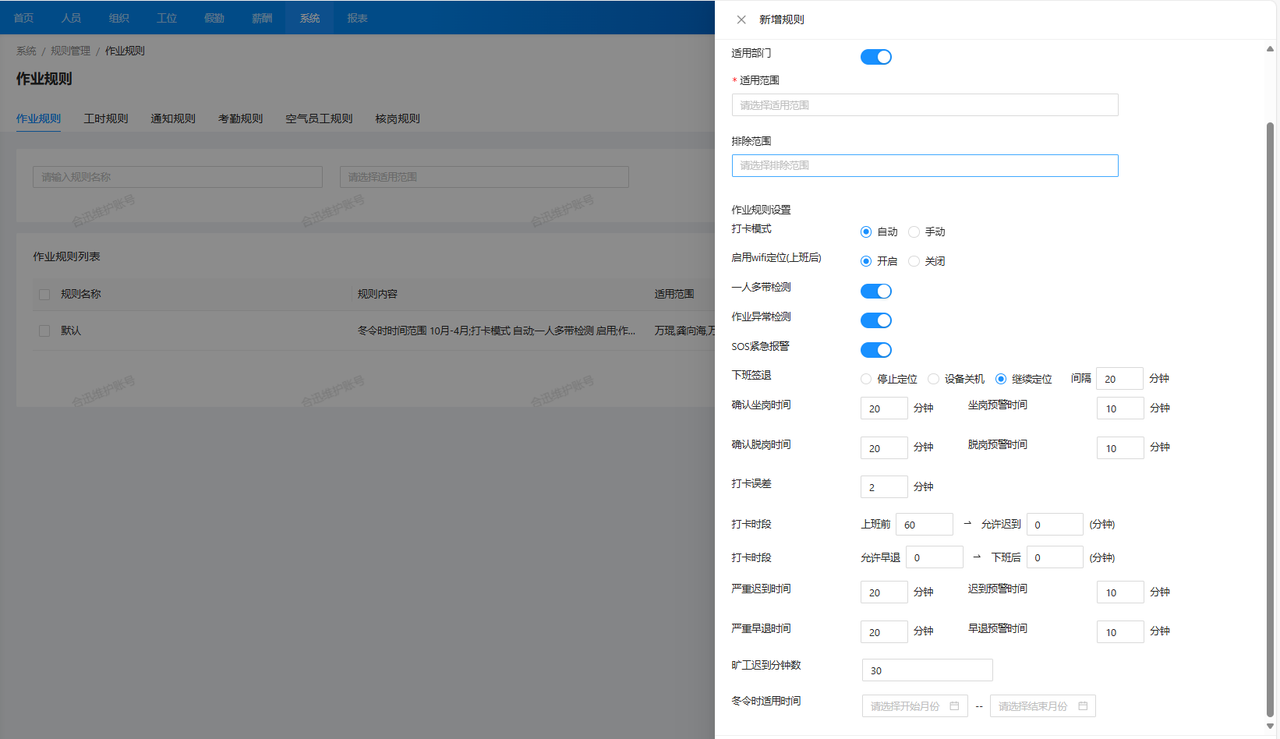 首页 人员 组织 工位 假勤 薪酬 系统 报表
系统 / 规则管理 / 作业规则
作业规则
作业规则 工时规则 通知规则 考勤规则 空气员工规则 核岗规则
请输入规则名称 请选择适用范围
合迅维护账号 合迅维护账号 合迅维护账号
作业规则列表
规则名称 规则内容 适用范围
默认 冬令时时间范围 10月-4月;打卡模式 自动;一人多带检测 启用;作... 万琨,龚向海,万
合迅维护账号 合迅维护账号 合迅维护账号
新增规则
适用部门
* 适用范围
请选择适用范围
排除范围
请选择排除范围
作业规则设置
打卡模式 自动 手动
启用wifi定位(上班后) 开启 关闭
一人多带检测
作业异常检测
SOS紧急报警
下班签退 停止定位 设备关机 继续定位 间隔 20 分钟
确认坐岗时间 20 分钟 坐岗预警时间 10 分钟
确认脱岗时间 20 分钟 脱岗预警时间 10 分钟
打卡误差 2 分钟
打卡时段 上班前 60 ⇀ 允许迟到 0 (分钟)
打卡时段 允许早退 0 ⇀ 下班后 0 (分钟)
严重迟到时间 20 分钟 迟到预警时间 10 分钟
严重早退时间 20 分钟 早退预警时间 10 分钟
旷工迟到分钟数 30
冬令时适用时间 请选择开始月份 -- 请选择结束月份